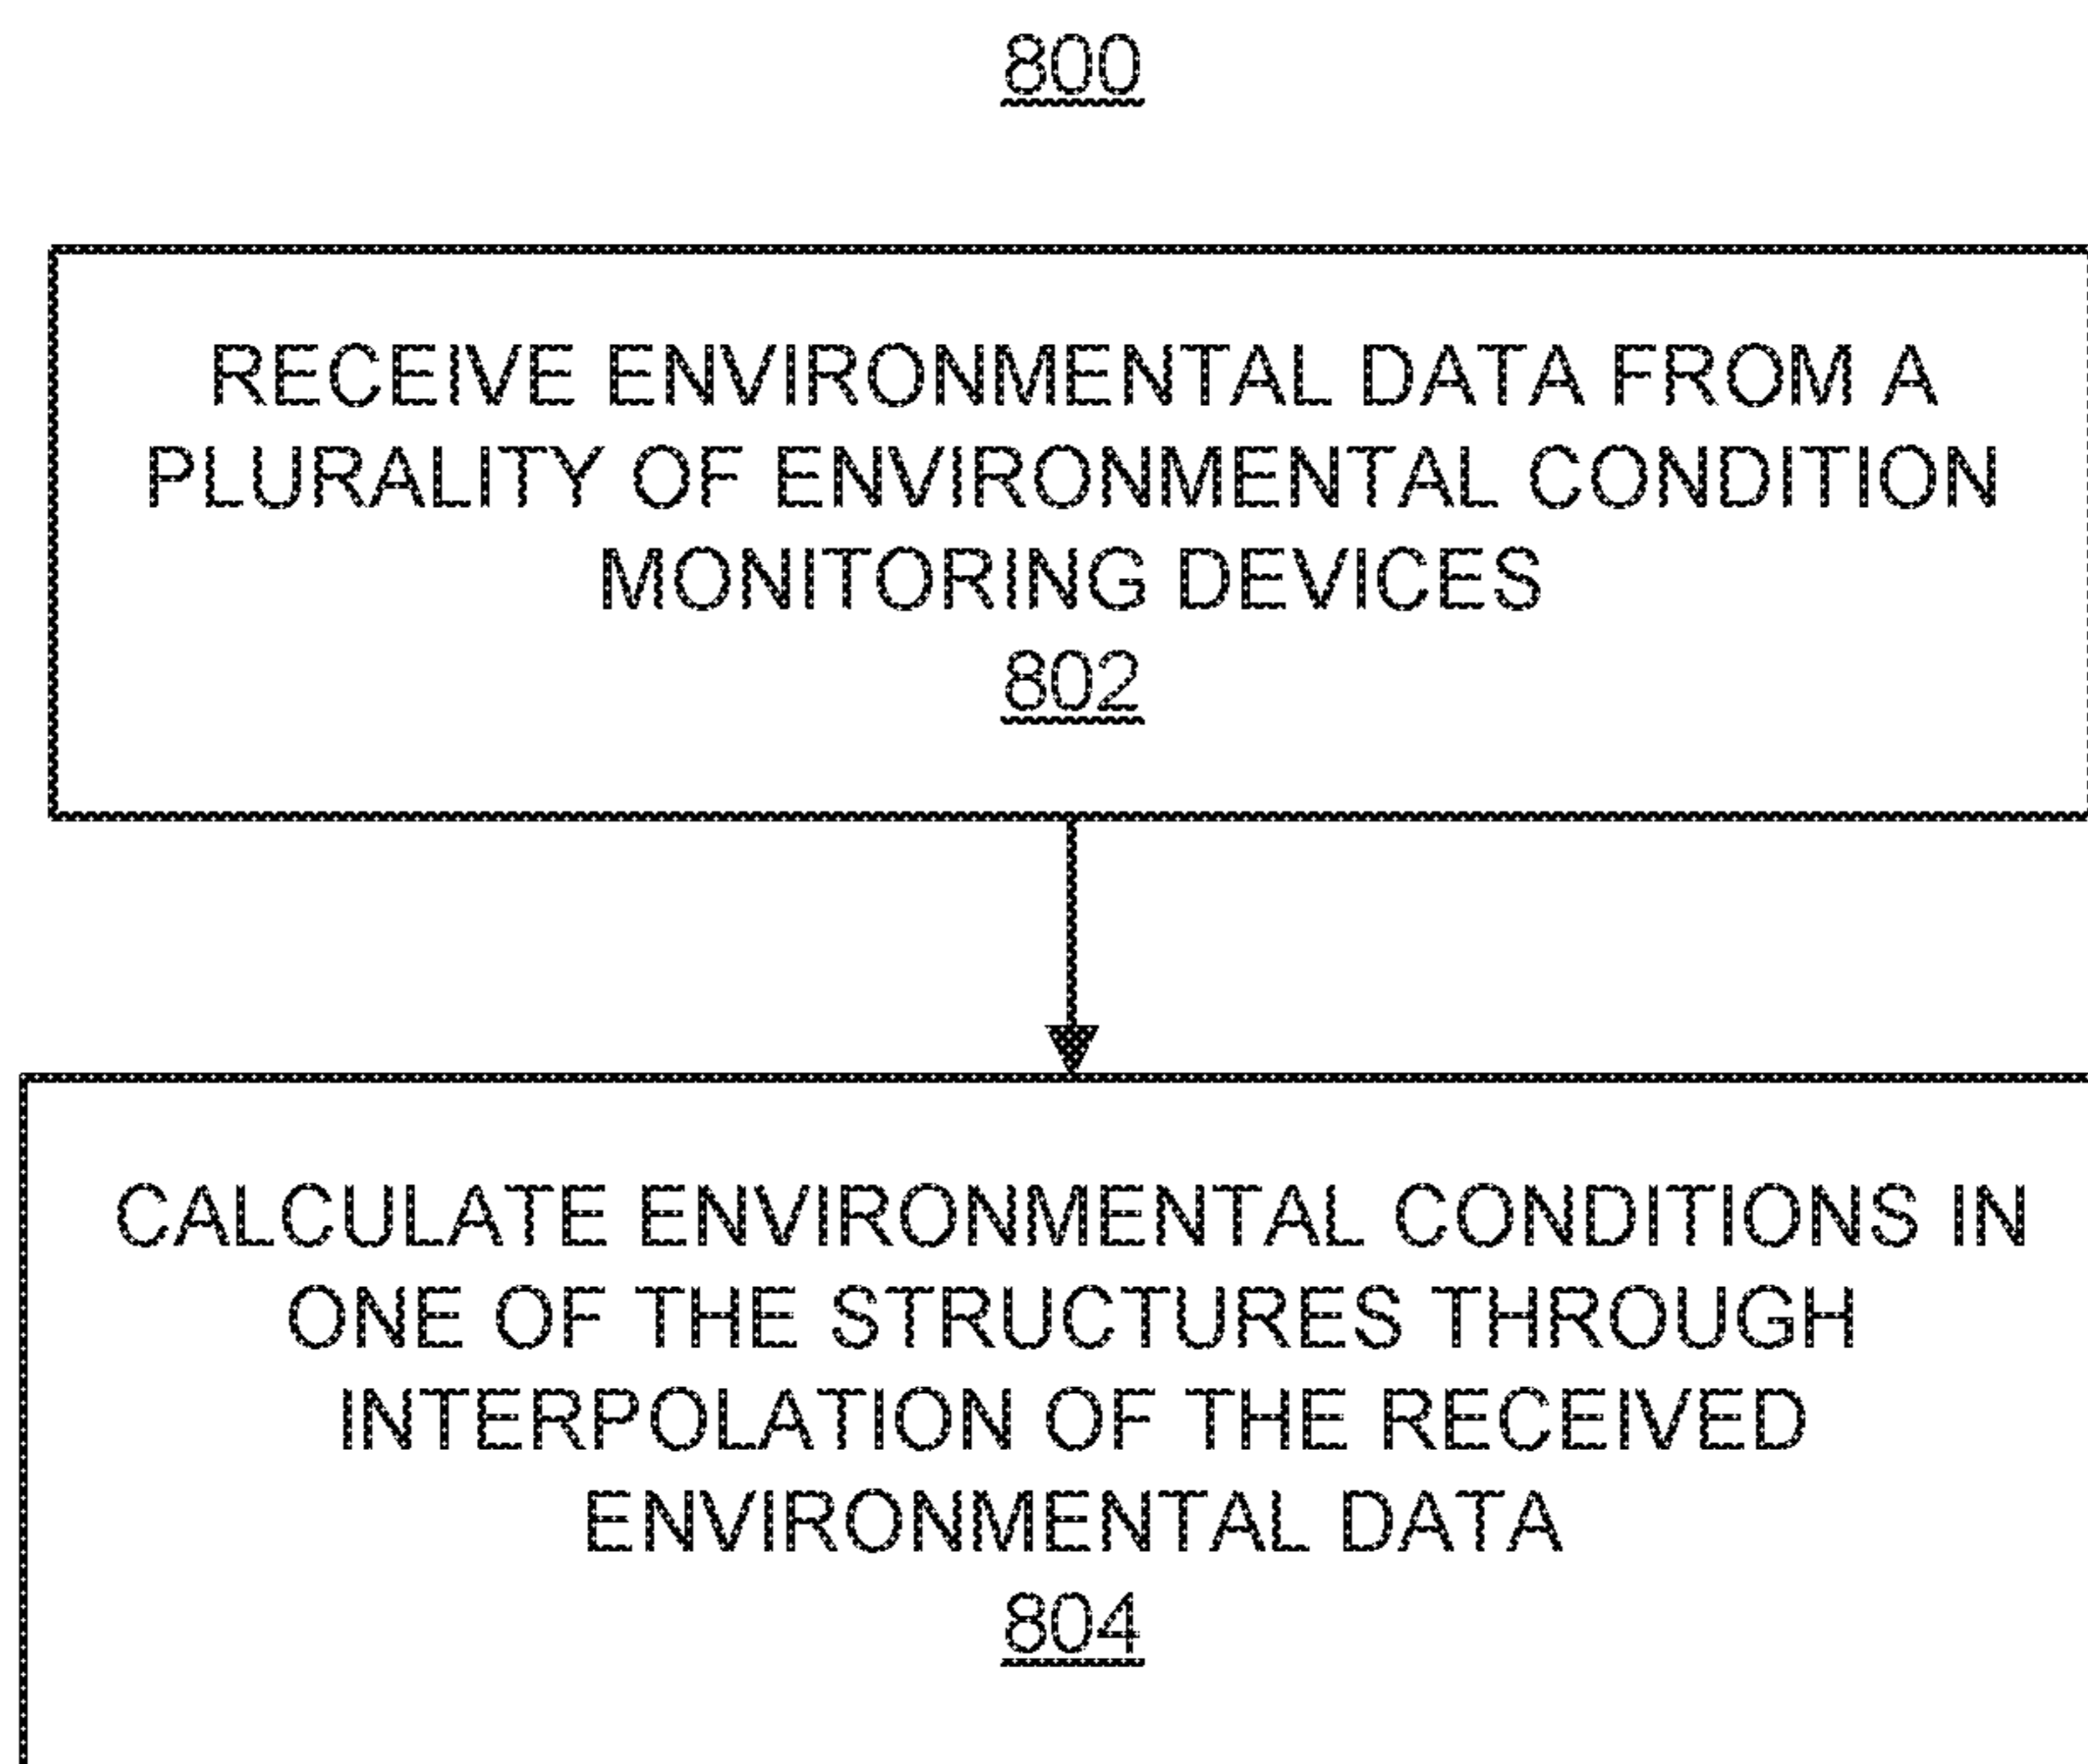 800
RECEIVE ENVIRONMENTAL DATA FROM A
PLURALITY OF ENVIRONMENTAL CONDITION
MONITORING DEVICES
802
CALCULATE ENVIRONMENTAL CONDITIONS IN
ONE OF THE STRUCTURES THROUGH
INTERPOLATION OF THE RECEIVED
ENVIRONMENTAL DATA
804